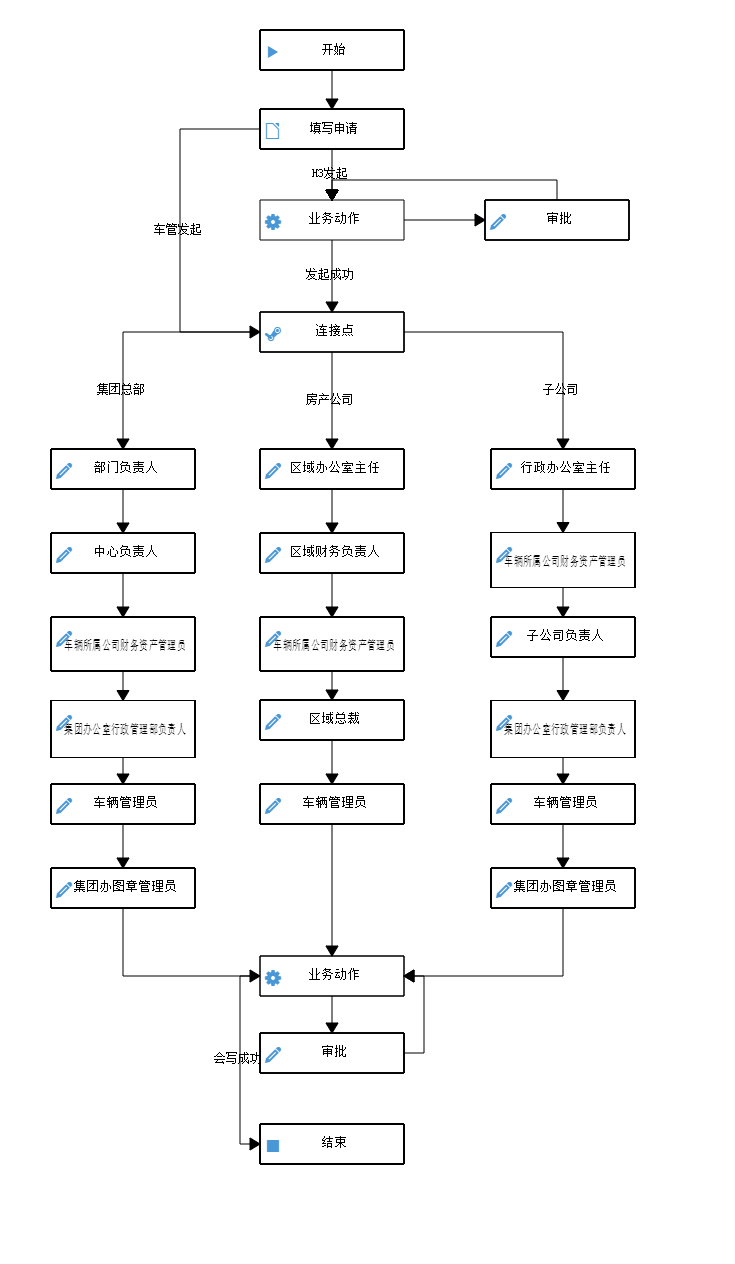 开始
填写申请
H3发起
业务动作
审批
车管发起
发起成功
连接点
集团总部
房产公司
子公司
部门负责人
区域办公室主任
行政办公室主任
中心负责人
区域财务负责人
车辆所属公司财务资产管理员
车辆所属公司财务资产管理员
车辆所属公司财务资产管理员
子公司负责人
集团办公室行政管理部负责人
区域总裁
集团办公室行政管理部负责人
车辆管理员
车辆管理员
车辆管理员
集团办图章管理员
集团办图章管理员
业务动作
审批
会写成功
结束